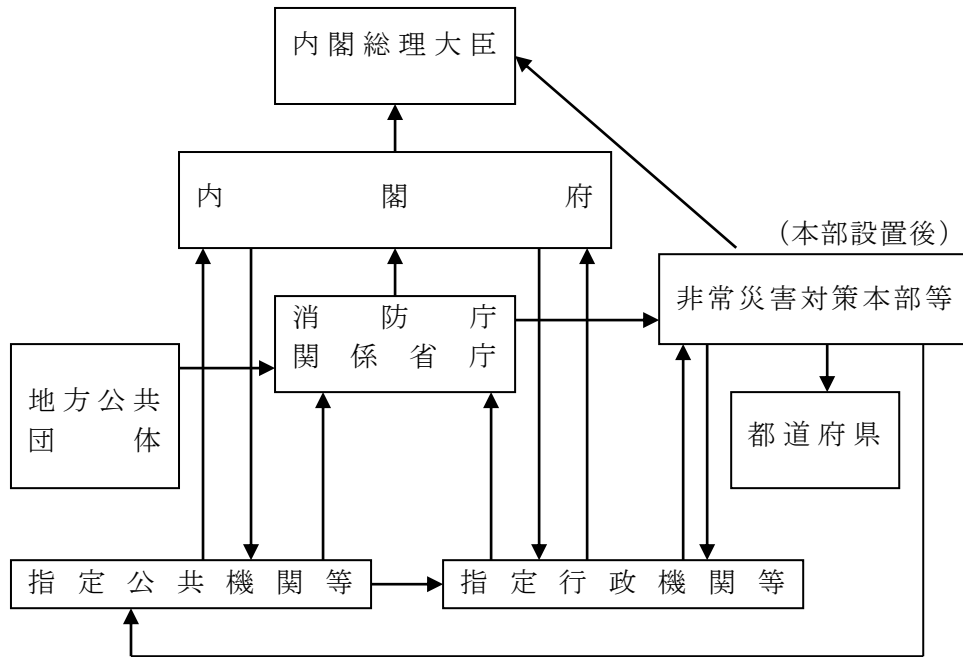 内閣総理大臣
内閣府
(本部設置後)
非常災害対策本部等
消防庁
関係省庁
地方公共
団体
都道府県
指定公共機関等
指定行政機関等